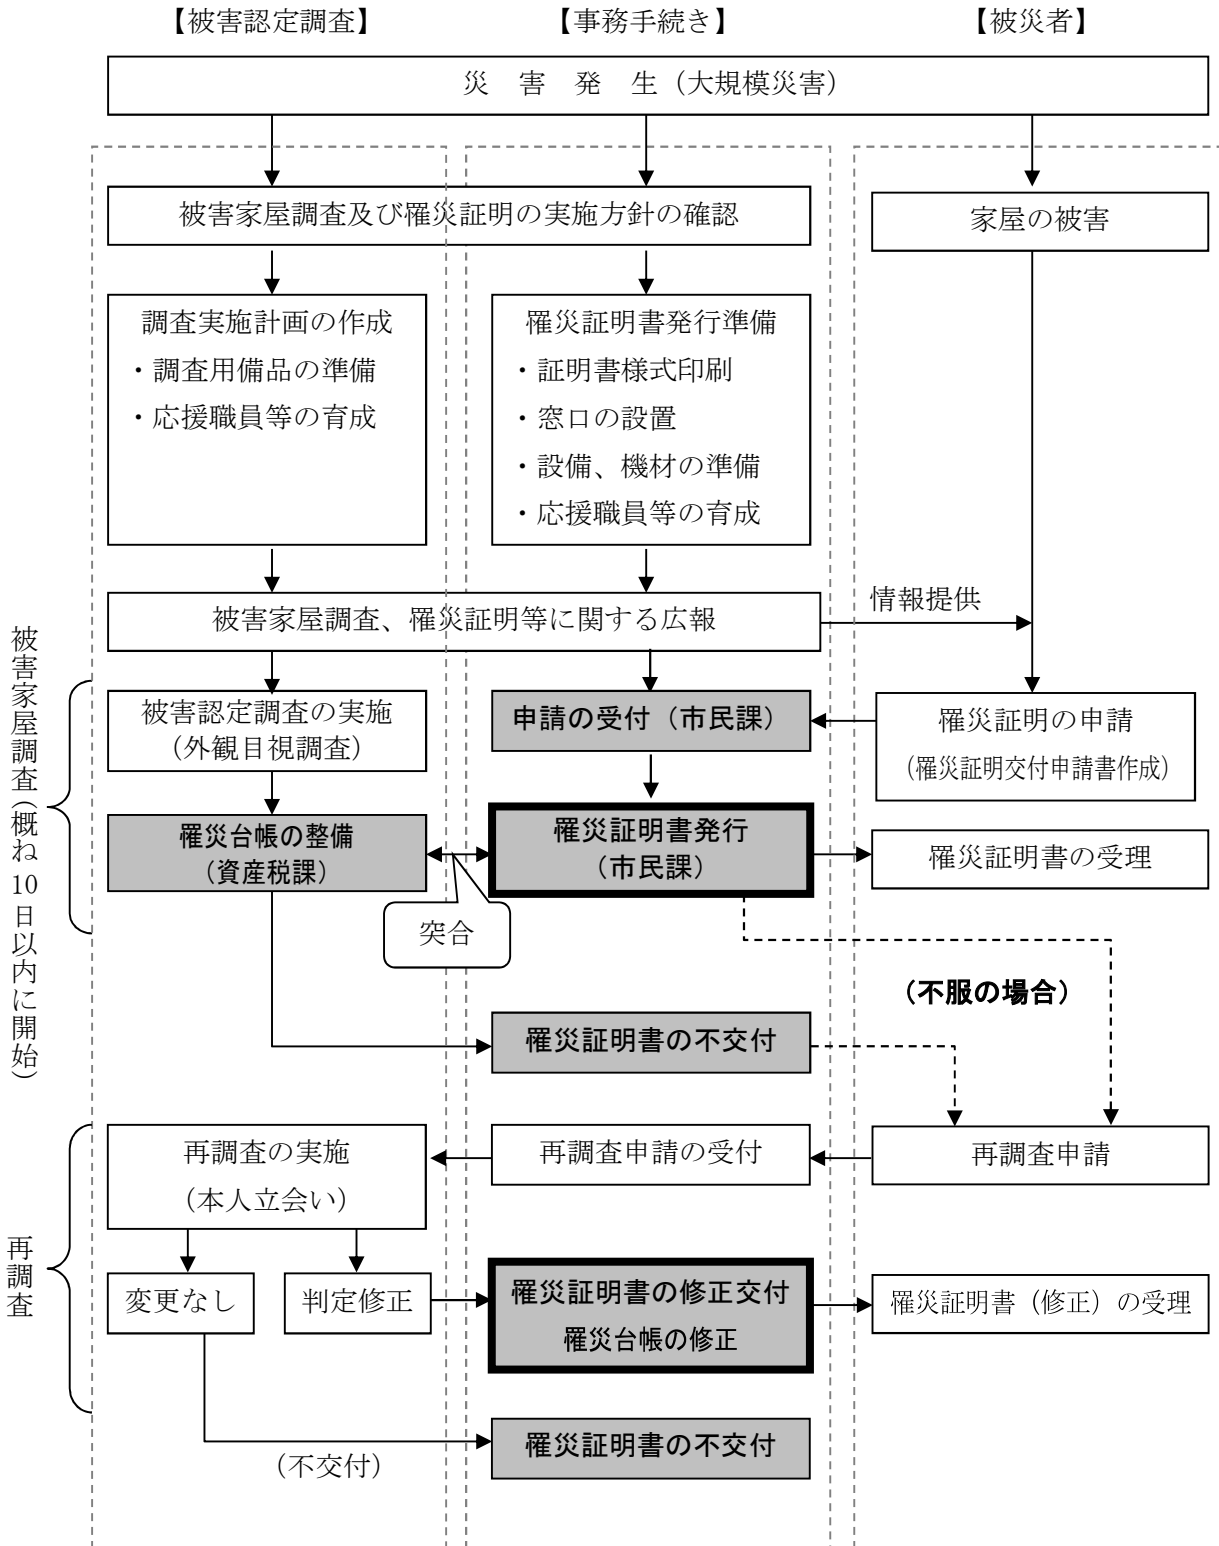 【被害認定調査】
【事務手続き】
【被災者】
災　害　発　生（大規模災害）
被害家屋調査及び罹災証明の実施方針の確認
家屋の被害
調査実施計画の作成
・調査用備品の準備
・応援職員等の育成
罹災証明書発行準備
・証明書様式印刷
・窓口の設置
・設備、機材の準備
・応援職員等の育成
被害家屋調査、罹災証明等に関する広報
情報提供
被害家屋調査（概ね10日以内に開始）
被害認定調査の実施
（外観目視調査）
申請の受付（市民課）
罹災証明の申請
（罹災証明交付申請書作成）
罹災台帳の整備
（資産税課）
罹災証明書発行
（市民課）
罹災証明書の受理
突合
（不服の場合）
罹災証明書の不交付
再調査
再調査の実施
（本人立会い）
再調査申請の受付
再調査申請
変更なし
判定修正
罹災証明書の修正交付
罹災台帳の修正
罹災証明書（修正）の受理
（不交付）
罹災証明書の不交付